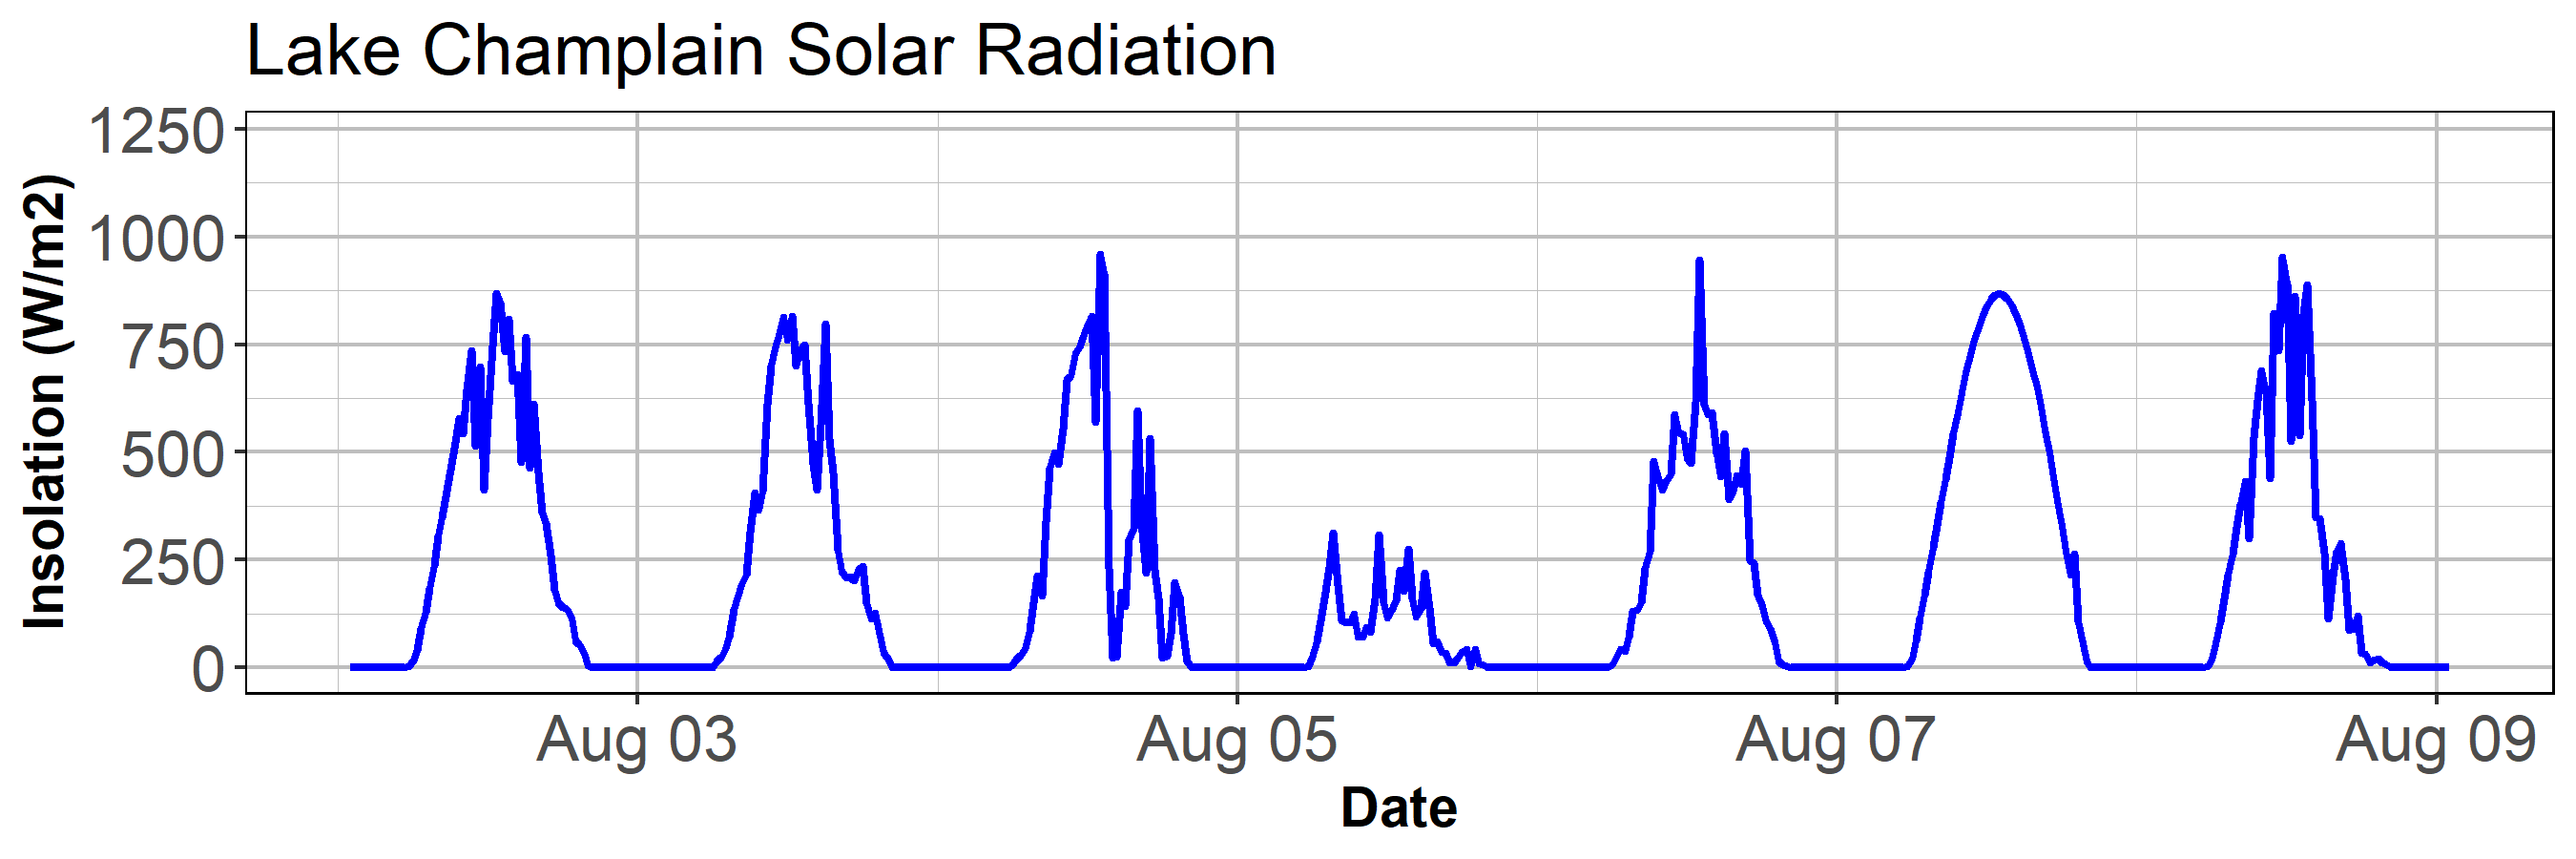 Lake Champlain Solar Radiation
Insolation (W/m2)
1250
1000
750
500
250
0
Aug 03 Aug 05 Aug 07 Aug 09
Date